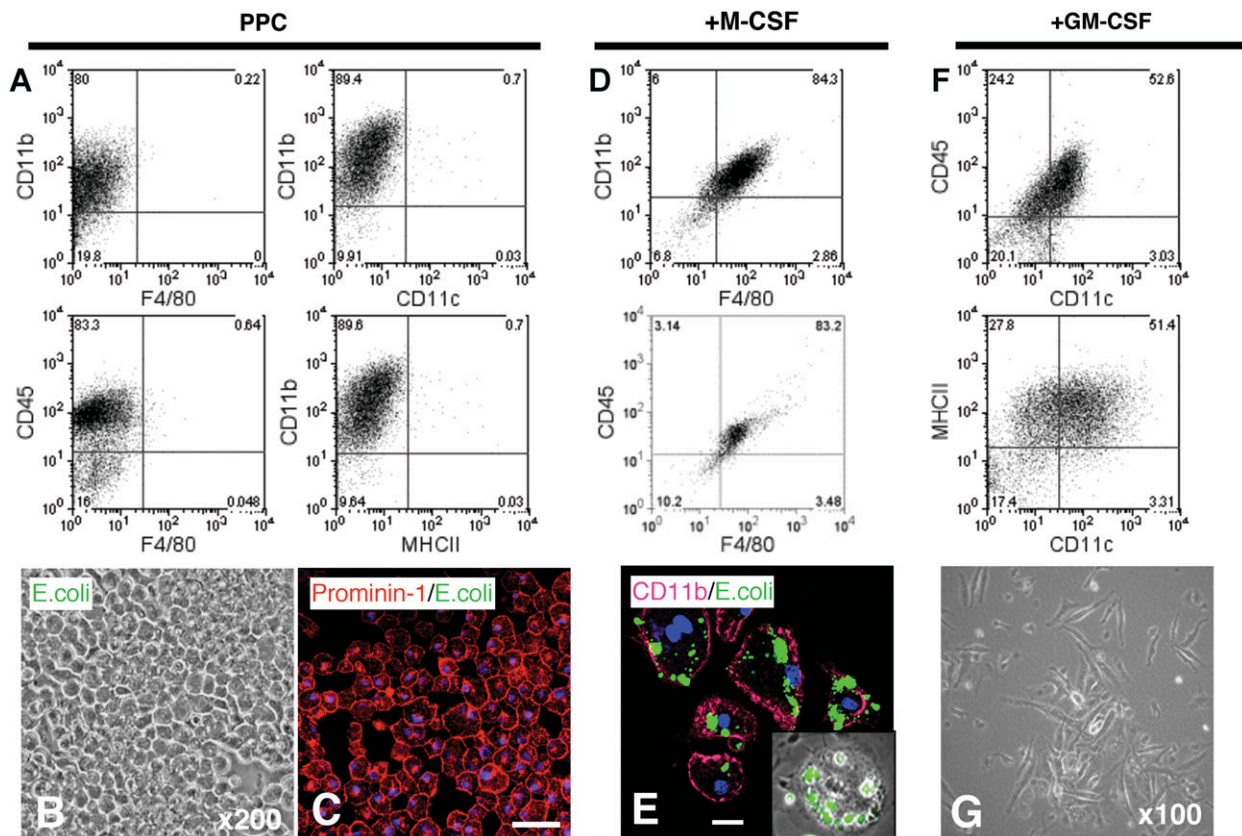 PPC
+M-CSF
+GM-CSF
A
80
0.22
10⁴
10³
10²
10¹
10⁰
CD11b
19.8
0
10⁰ 10¹ 10² 10³ 10⁴
F4/80
89.4
0.7
10⁴
10³
10²
10¹
10⁰
CD11b
9.91
0.03
10⁰ 10¹ 10² 10³ 10⁴
CD11c
D
6
84.3
10⁴
10³
10²
10¹
10⁰
CD11b
6.8
2.86
10⁰ 10¹ 10² 10³ 10⁴
F4/80
F
24.2
52.6
10⁴
10³
10²
10¹
10⁰
CD45
20.1
3.03
10⁰ 10¹ 10² 10³ 10⁴
CD11c
83.3
0.64
10⁴
10³
10²
10¹
10⁰
CD45
16
0.048
10⁰ 10¹ 10² 10³ 10⁴
F4/80
89.6
0.7
10⁴
10³
10²
10¹
10⁰
CD11b
9.64
0.03
10⁰ 10¹ 10² 10³ 10⁴
MHCII
3.14
83.2
10⁴
10³
10²
10¹
10⁰
CD45
10.2
3.48
10⁰ 10¹ 10² 10³ 10⁴
F4/80
27.8
51.4
10⁴
10³
10²
10¹
10⁰
MHCII
17.4
3.31
10⁰ 10¹ 10² 10³ 10⁴
CD11c
E.coli
B
x200
Prominin-1/E.coli
C
CD11b/E.coli
E
G
x100